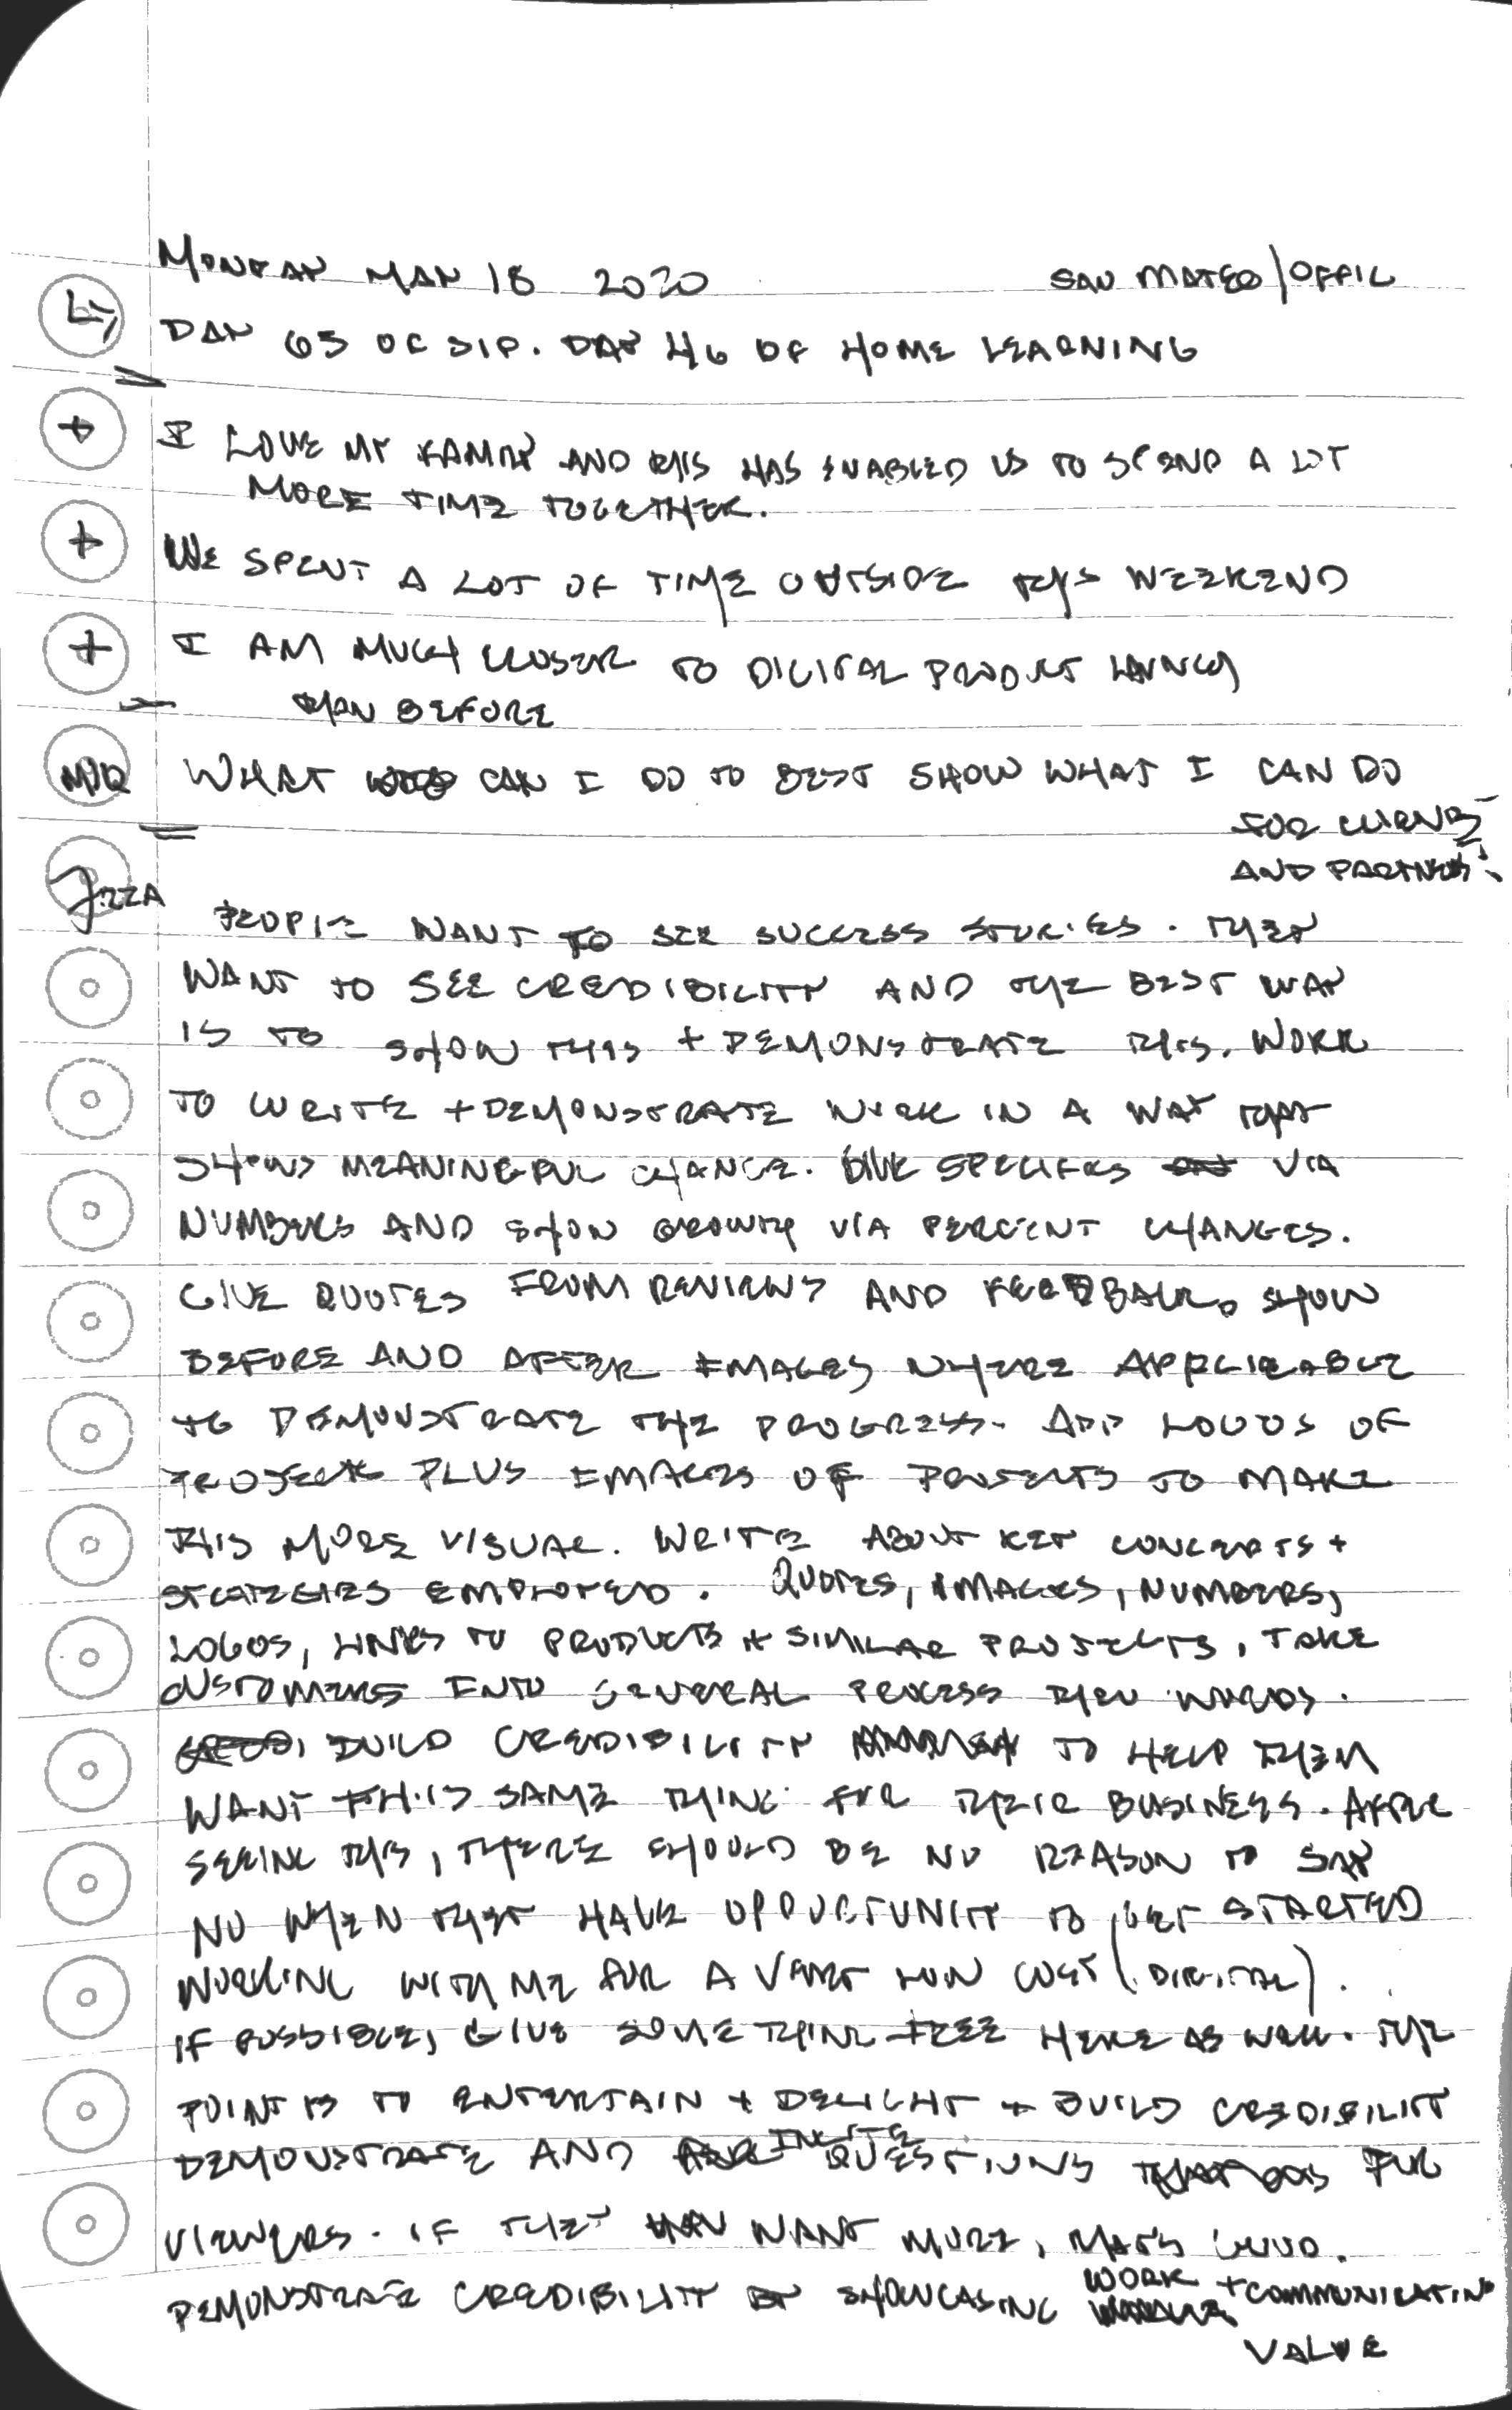 MONDAY MAY 18 2020 SAN MATEO/OFFIC
DAY 63 OF SIP. DAY 46 OF HOME LEARNING
+ I LOVE MY FAMILY AND THIS HAS ENABLED US TO SPEND A LOT
MORE TIME TOGETHER.
+ WE SPENT A LOT OF TIME OUTSIDE THIS WEEKEND
+ I AM MUCH CLOSER TO DIGITAL PRODUCT LAUNCH
THAN BEFORE
MIQ WHAT CAN I DO TO BEST SHOW WHAT I CAN DO
FOR CLIENTS
AND PARTNERS?
PEOPLE WANT TO SEE SUCCESS STORIES. THEY
WANT TO SEE CREDIBILITY AND THE BEST WAY
IS TO SHOW THIS + DEMONSTRATE THIS. WORK
TO WRITE + DEMONSTRATE WORK IN A WAY THAT
SHOWS MEANINGFUL CHANGE. GIVE SPECIFICS VIA
NUMBERS AND SHOW GROWTH VIA PERCENT CHANGES.
GIVE QUOTES FROM REVIEWS AND FEEDBACK. SHOW
BEFORE AND AFTER IMAGES WHERE APPLICABLE
TO DEMONSTRATE THE PROGRESS. ADD LOGOS OF
PROJECTS PLUS IMAGES OF PROJECTS TO MAKE
THIS MORE VISUAL. WRITE ABOUT KEY CONCEPTS +
STRATEGIES EMPLOYED. QUOTES, IMAGES, NUMBERS,
LOGOS, LINKS TO PRODUCTS + SIMILAR PROJECTS, TAKE
CUSTOMERS INTO GENERAL PROCESS THRU WORDS.
BUILD CREDIBILITY TO HELP THEM
WANT THIS SAME THING FOR THEIR BUSINESS. AFTER
SEEING THIS, THERE SHOULD BE NO REASON TO SAY
NO WHEN THEY HAVE OPPORTUNITY TO GET STARTED
WORKING WITH ME FOR A VERY LOW COST (DIGITAL).
IF POSSIBLE, GIVE SOMETHING FREE HERE AS WELL. THE
POINT IS TO ENTERTAIN + DELIGHT + BUILD CREDIBILITY
DEMONSTRATE AND INCITE QUESTIONS FOR
VIEWERS. IF THEY WANT MORE, THAT'S GOOD.
DEMONSTRATE CREDIBILITY BY SHOWCASING WORK + COMMUNICATING
VALUE